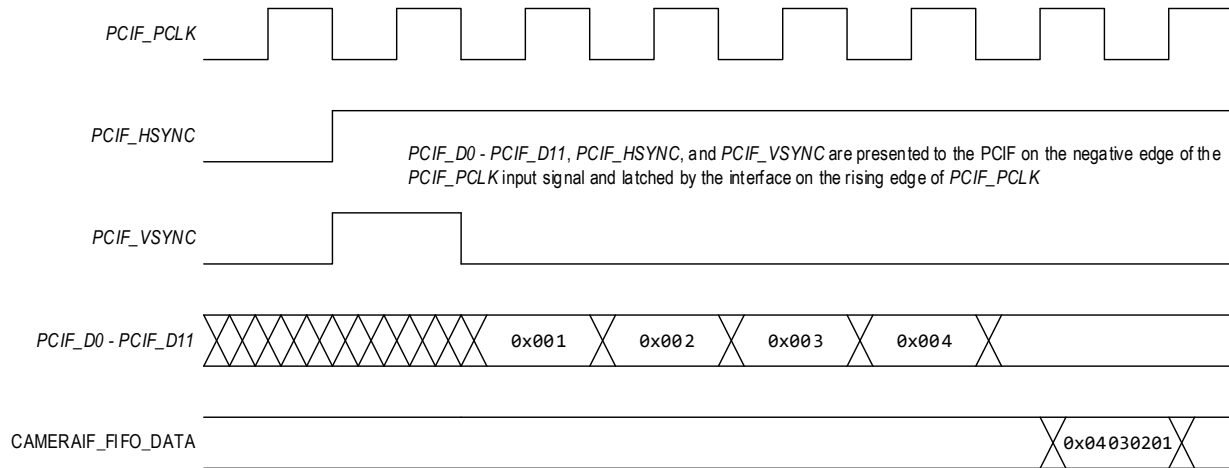 PCIF_PCLK
PCIF_HSYNC
PCIF_D0 - PCIF_D11, PCIF_HSYNC, and PCIF_VSYNC are presented to the PCIF on the negative edge of the
PCIF_PCLK input signal and latched by the interface on the rising edge of PCIF_PCLK
PCIF_VSYNC
PCIF_D0 - PCIF_D11 0x001 0x002 0x003 0x004
CAMERAIF_FIFO_DATA 0x04030201